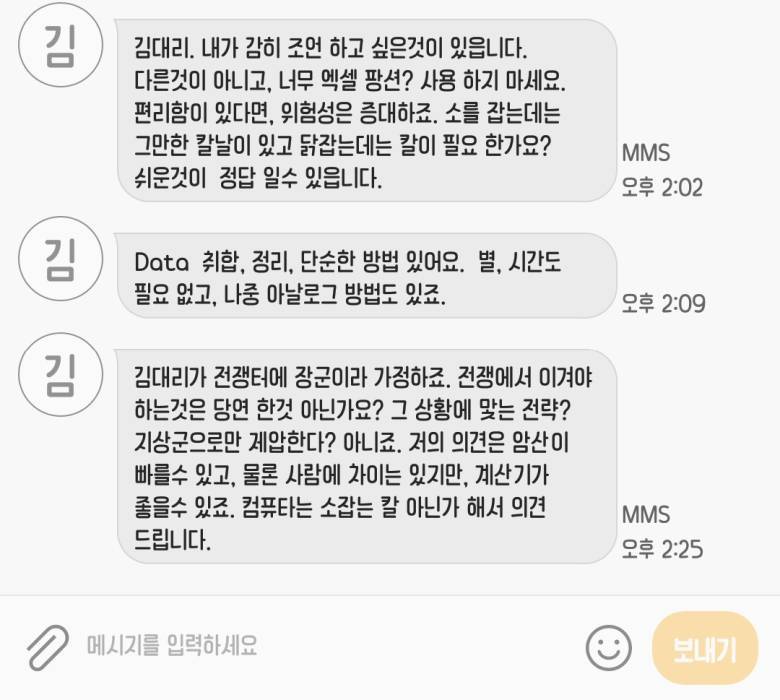 김
김대리. 내가 감히 조언 하고 싶은것이 있읍니다.
다른것이 아니고, 너무 엑셀 팡션? 사용 하지 마세요.
편리함이 있다면, 위험성은 증대하죠. 소를 잡는데는
그만한 칼날이 있고 닭잡는데는 칼이 필요 한가요?
쉬운것이 정답 일수 있읍니다.
MMS
오후 2:02
김
Data 취합, 정리, 단순한 방법 있어요. 별, 시간도
필요 없고, 나중 아날로그 방법도 있죠.
오후 2:09
김
김대리가 전쟁터에 장군이라 가정하죠. 전쟁에서 이겨야
하는것은 당연 한것 아닌가요? 그 상황에 맞는 전략?
지상군으로만 제압한다? 아니죠. 저의 의견은 암산이
빠를수 있고, 물론 사람에 차이는 있지만, 계산기가
좋을수 있죠. 컴퓨타는 소잡는 칼 아닌가 해서 의견
드립니다.
MMS
오후 2:25
메시지를 입력하세요
보내기